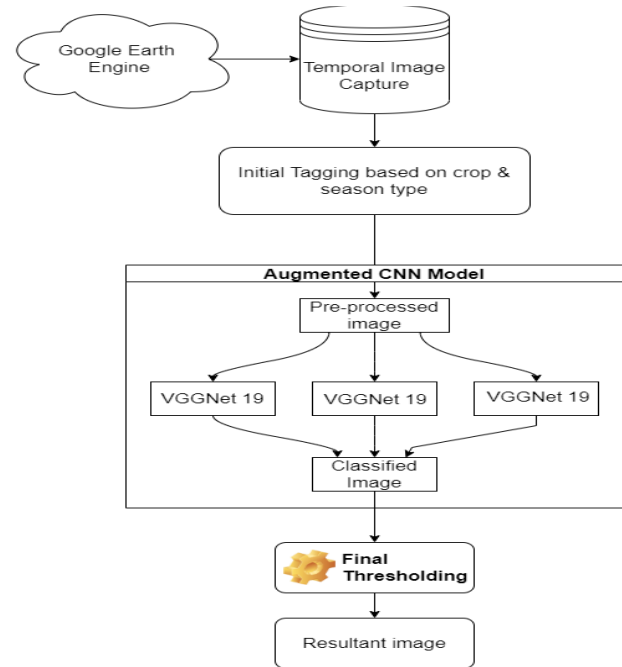 Google Earth
Engine
Temporal Image
Capture
Initial Tagging based on crop &
season type
Augmented CNN Model
Pre-processed
image
VGGNet 19
VGGNet 19
VGGNet 19
Classified
Image
Final
Thresholding
Resultant image